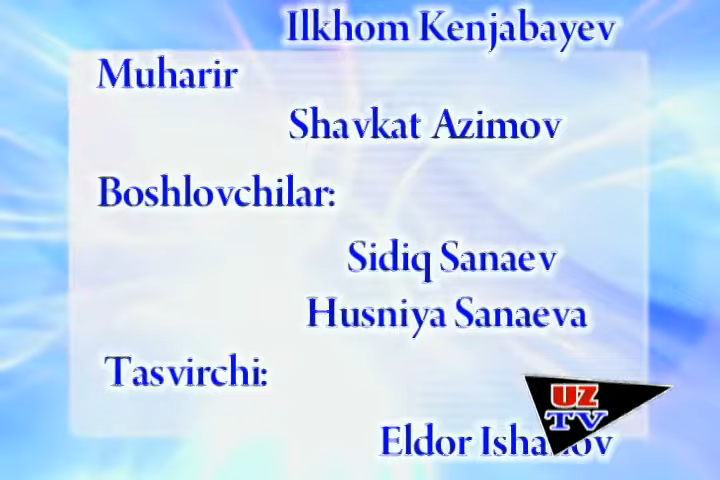 Ilkhom Kenjabayev
Muharir
Shavkat Azimov
Boshlovchilar:
Sidiq Sanaev
Husniya Sanaeva
Tasvirchi:
UZ
TV
Eldor